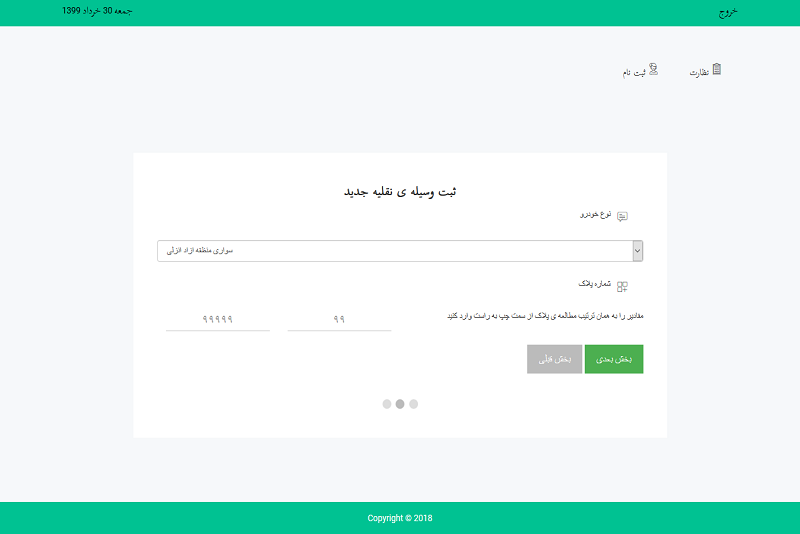 خروج
جمعه 30 خرداد 1399
نظارت
ثبت نام
ثبت وسیله ی نقلیه جدید
نوع خودرو
سواری منطقه ازاد انزلی
شماره پلاک
مقادیر را به همان ترتیب مطالعه ی پلاک از سمت چپ به راست وارد کنید
۹۹
۹۹۹۹۹
بخش بعدی
بخش قبلی
Copyright © 2018